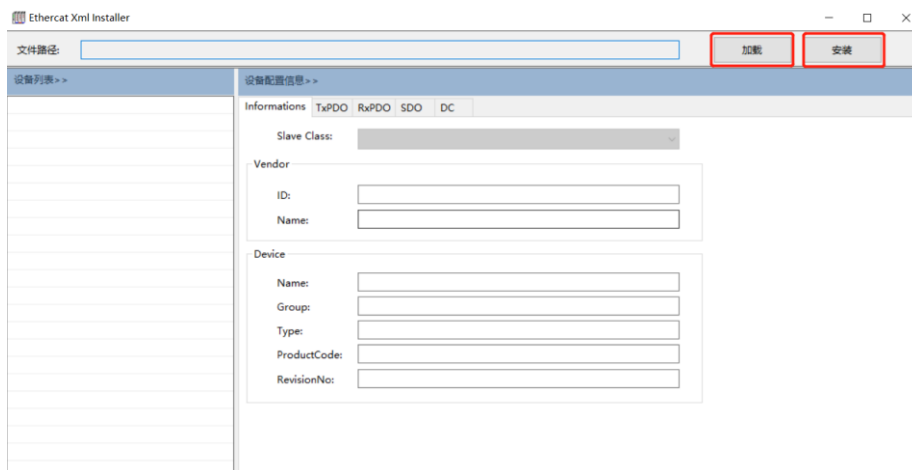 Ethercat Xml Installer
文件路径:
加载
安装
设备列表>>
设备配置信息>>
Informations TxPDO RxPDO SDO DC
Slave Class:
Vendor
ID:
Name:
Device
Name:
Group:
Type:
ProductCode:
RevisionNo: